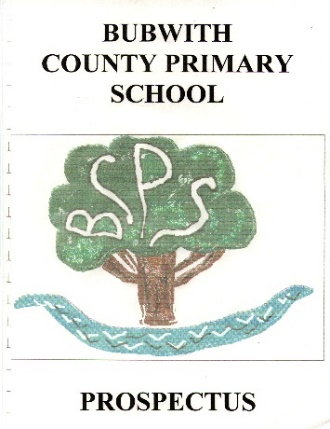 BUBWITH
COUNTY PRIMARY
SCHOOL
BSPS
PROSPECTUS